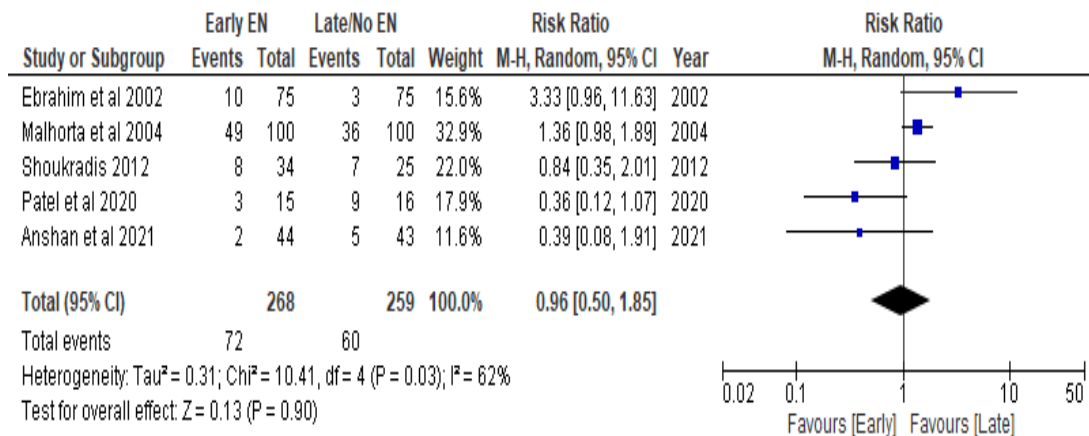 Early EN Late/No EN Risk Ratio Risk Ratio
Study or Subgroup Events Total Events Total Weight M-H, Random, 95% CI Year M-H, Random, 95% CI
Ebrahim et al 2002 10 75 3 75 15.6% 3.33 [0.96, 11.63] 2002
Malhorta et al 2004 49 100 36 100 32.9% 1.36 [0.98, 1.89] 2004
Shoukradis 2012 8 34 7 25 22.0% 0.84 [0.35, 2.01] 2012
Patel et al 2020 3 15 9 16 17.9% 0.36 [0.12, 1.07] 2020
Anshan et al 2021 2 44 5 43 11.6% 0.39 [0.08, 1.91] 2021
Total (95% CI) 268 259 100.0% 0.96 [0.50, 1.85]
Total events 72 60
Heterogeneity: Tau² = 0.31; Chi² = 10.41, df = 4 (P = 0.03); I² = 62%
Test for overall effect: Z = 0.13 (P = 0.90)
0.02 0.1 1 10 50
Favours [Early] Favours [Late]